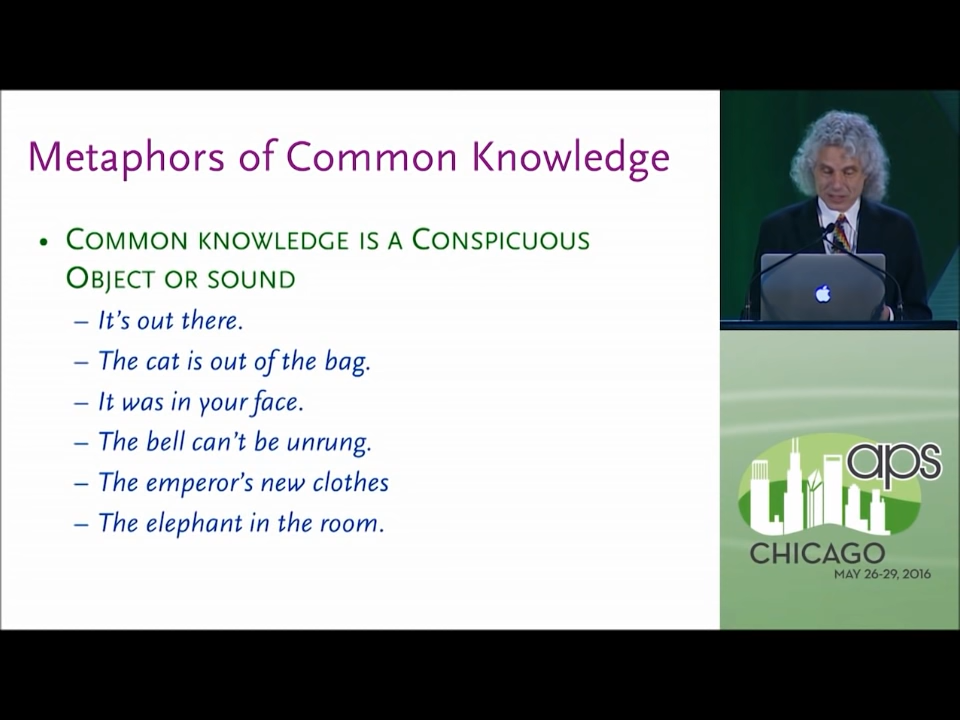 Metaphors of Common Knowledge
• COMMON KNOWLEDGE IS A CONSPICUOUS
OBJECT OR SOUND
– It's out there.
– The cat is out of the bag.
– It was in your face.
– The bell can't be unrung.
– The emperor's new clothes
– The elephant in the room.
aps
CHICAGO
MAY 26-29, 2016